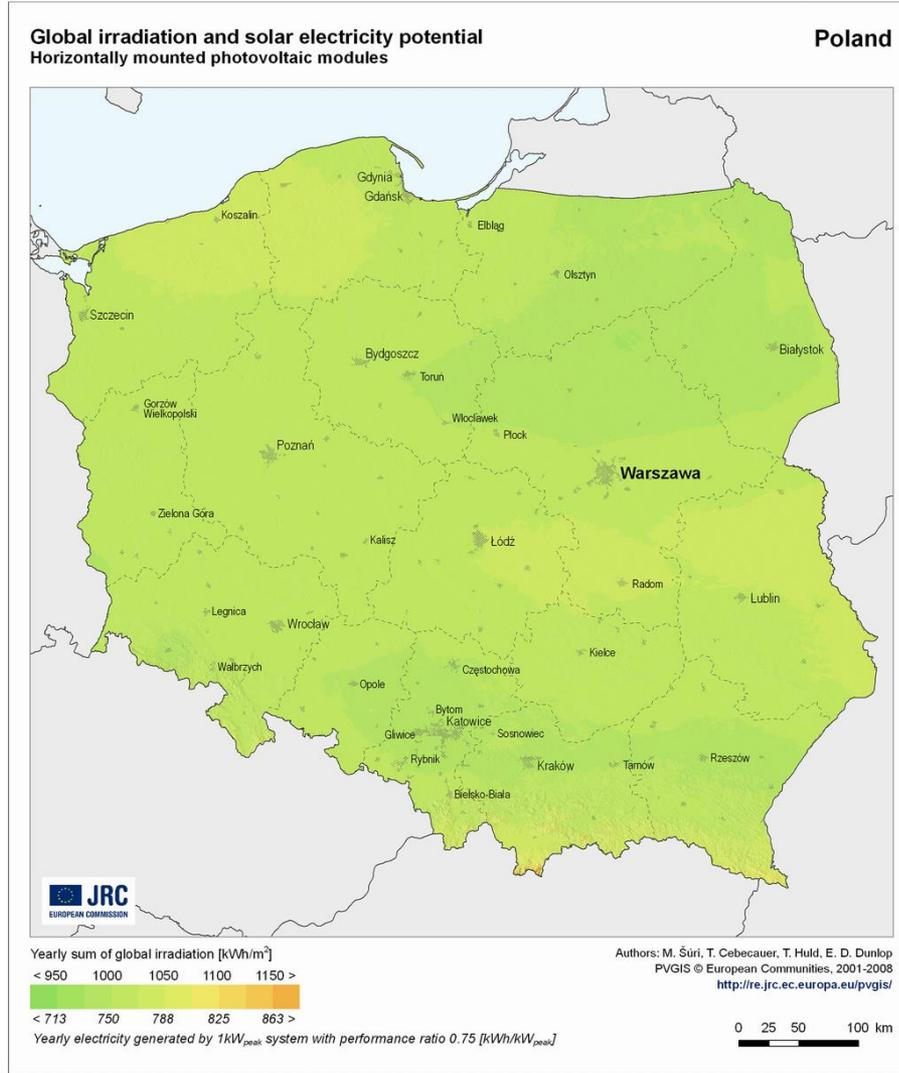 Global irradiation and solar electricity potential
Horizontally mounted photovoltaic modules
Poland
Gdynia
Gdańsk
Koszalin
Elbląg
Olsztyn
Szczecin
Białystok
Bydgoszcz
Toruń
Gorzów
Wielkopolski
Włocławek
Płock
Poznań
Warszawa
Zielona Góra
Kalisz
Łódź
Radom
Lublin
Legnica
Wrocław
Kielce
Wałbrzych
Częstochowa
Opole
Bytom
Katowice
Gliwice
Sosnowiec
Rybnik
Kraków
Tarnów
Rzeszów
Bielsko-Biala
JRC
EUROPEAN COMMISSION
Yearly sum of global irradiation [kWh/m²]
< 950 1000 1050 1100 1150 >
< 713 750 788 825 863 >
Yearly electricity generated by 1kWpeak system with performance ratio 0.75 [kWh/kWpeak]
Authors: M. Šúri, T. Cebecauer, T. Huld, E. D. Dunlop
PVGIS © European Communities, 2001-2008
http://re.jrc.ec.europa.eu/pvgis/
0 25 50 100 km